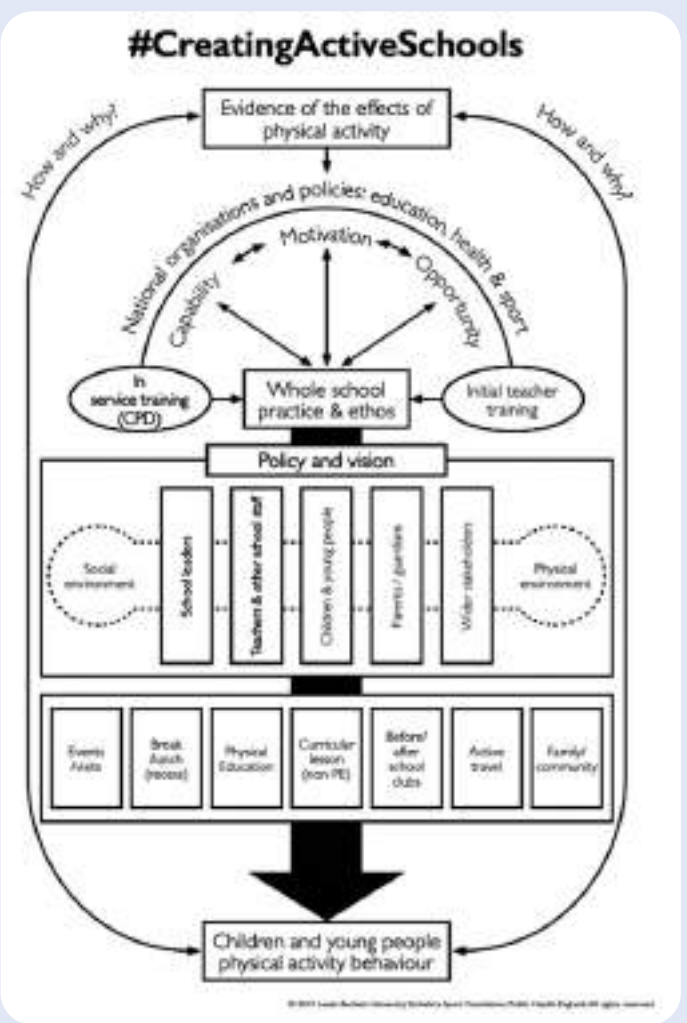 #CreatingActiveSchools
How and why?
Evidence of the effects of
physical activity
How and why?
National organisations and policies: education, health & sport
Motivation
Capability
Opportunity
In
service training
(CPD)
Whole school
practice & ethos
Initial teacher
training
Policy and vision
Social
environment
School leaders
Teachers & other school staff
Children & young people
Parents / guardians
Wider stakeholders
Physical
environment
Events
/visits
Break
/lunch
(recess)
Physical
Education
Curricular
lesson
(non PE)
Before/
after
school
clubs
Active
travel
Family/
community
Children and young people
physical activity behaviour
University
All rights reserved